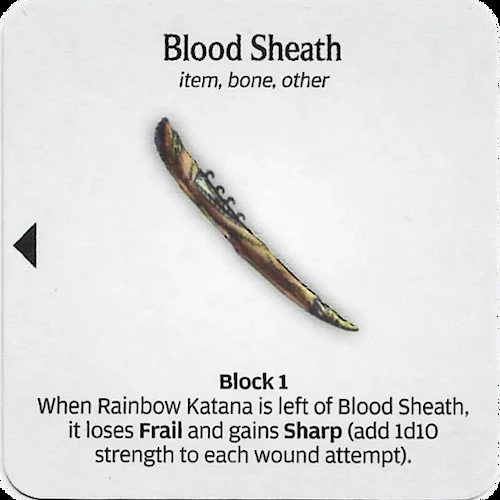 Blood Sheath
item, bone, other
Block 1
When Rainbow Katana is left of Blood Sheath,
it loses Frail and gains Sharp (add 1d10
strength to each wound attempt).